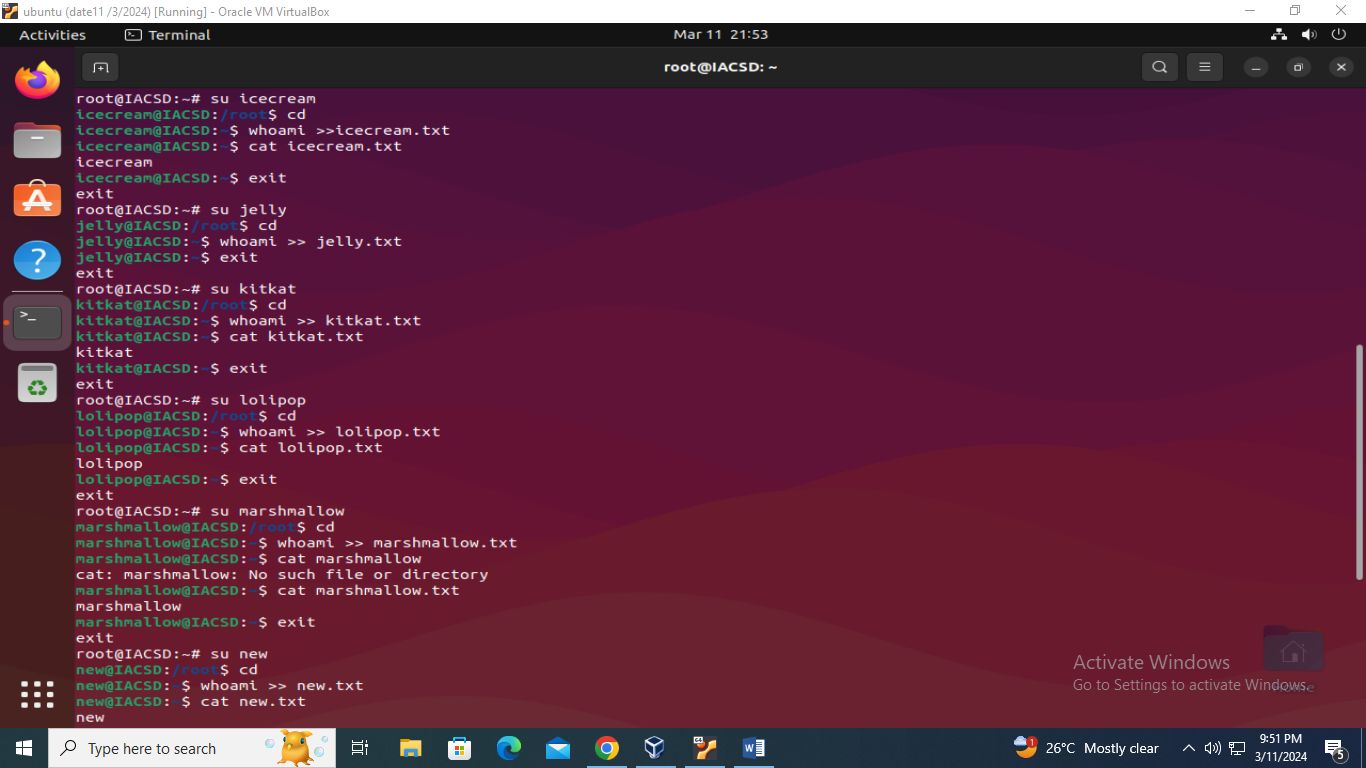 ubuntu (date11 /3/2024) [Running] - Oracle VM VirtualBox
Activities
Terminal
Mar 11 21:53
root@IACSD: ~
root@IACSD:~# su icecream
icecream@IACSD:/root$ cd
icecream@IACSD:~$ whoami >>icecream.txt
icecream@IACSD:~$ cat icecream.txt
icecream
icecream@IACSD:~$ exit
exit
root@IACSD:~# su jelly
jelly@IACSD:/root$ cd
jelly@IACSD:~$ whoami >> jelly.txt
jelly@IACSD:~$ exit
exit
root@IACSD:~# su kitkat
kitkat@IACSD:/root$ cd
kitkat@IACSD:~$ whoami >> kitkat.txt
kitkat@IACSD:~$ cat kitkat.txt
kitkat
kitkat@IACSD:~$ exit
exit
root@IACSD:~# su lolipop
lolipop@IACSD:/root$ cd
lolipop@IACSD:~$ whoami >> lolipop.txt
lolipop@IACSD:~$ cat lolipop.txt
lolipop
lolipop@IACSD:~$ exit
exit
root@IACSD:~# su marshmallow
marshmallow@IACSD:/root$ cd
marshmallow@IACSD:~$ whoami >> marshmallow.txt
marshmallow@IACSD:~$ cat marshmallow
cat: marshmallow: No such file or directory
marshmallow@IACSD:~$ cat marshmallow.txt
marshmallow
marshmallow@IACSD:~$ exit
exit
root@IACSD:~# su new
new@IACSD:/root$ cd
new@IACSD:~$ whoami >> new.txt
new@IACSD:~$ cat new.txt
new
Activate Windows
Go to Settings to activate Windows.
Home
Type here to search
26°C Mostly clear
9:51 PM
3/11/2024
1
5
64